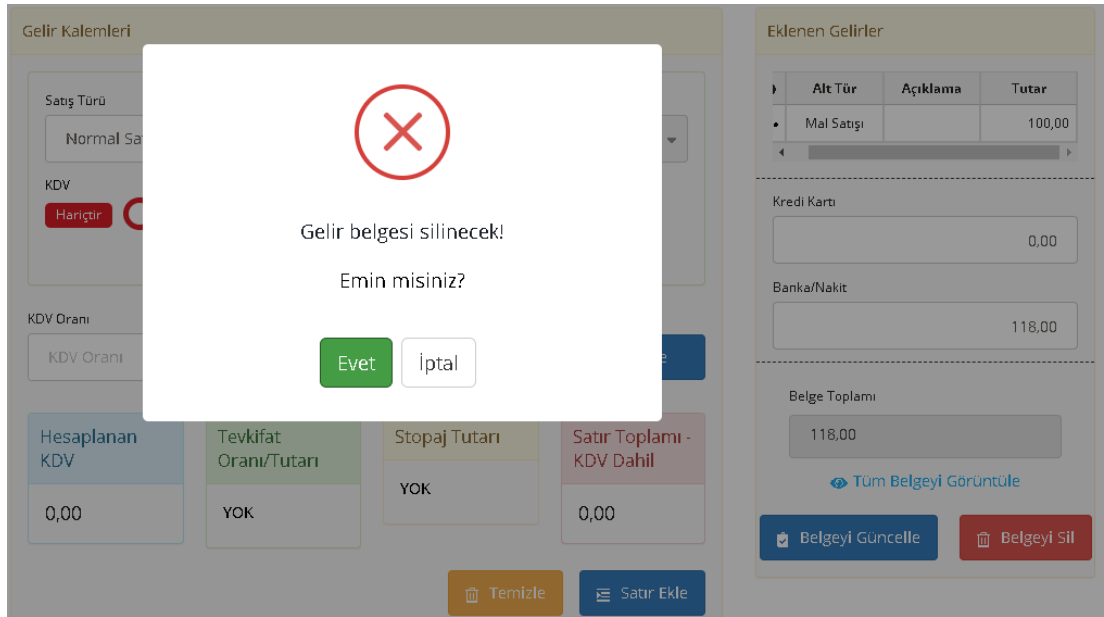 Gelir Kalemleri
Satış Türü
Normal Sa
KDV
Hariçtir
Gelir belgesi silinecek!
Emin misiniz?
Evet
İptal
KDV Oranı
KDV Oranı
Hesaplanan
KDV
0,00
Tevkifat
Oranı/Tutarı
YOK
Stopaj Tutarı
YOK
Satır Toplamı -
KDV Dahil
0,00
Temizle
Satır Ekle
Eklenen Gelirler
Alt Tür Açıklama Tutar
Mal Satışı 100,00
Kredi Kartı
0,00
Banka/Nakit
118,00
Belge Toplamı
118,00
Tüm Belgeyi Görüntüle
Belgeyi Güncelle
Belgeyi Sil